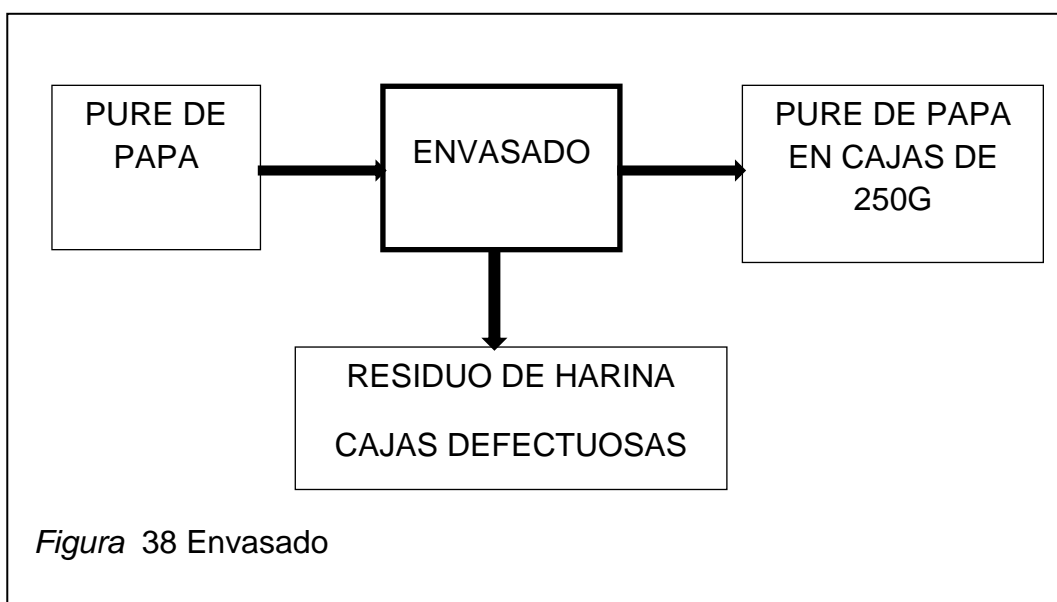 PURE DE
PAPA
ENVASADO
PURE DE PAPA
EN CAJAS DE
250G
RESIDUO DE HARINA
CAJAS DEFECTUOSAS
Figura 38 Envasado